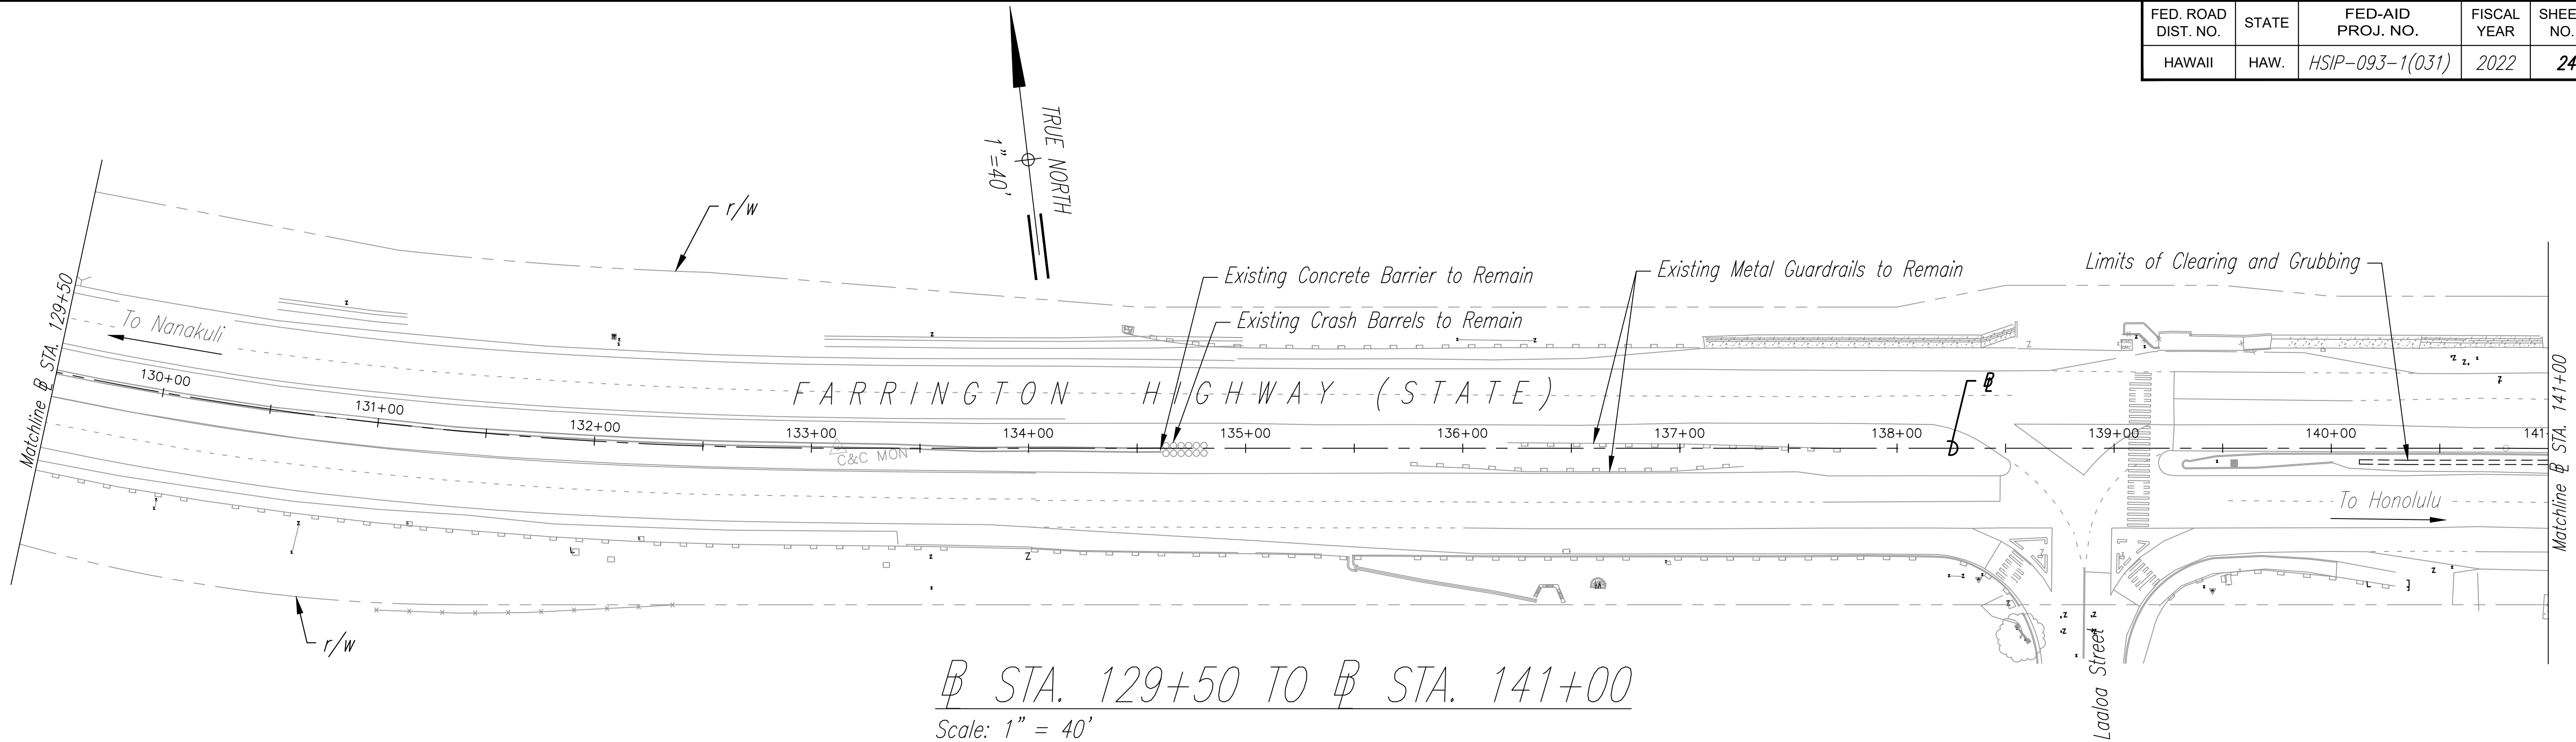 FED. ROAD DIST. NO.
STATE
FED-AID PROJ. NO.
FISCAL YEAR
SHEE
NO.
HAWAII
HAW.
HSIP-093-1(031)
2022
24
TRUE NORTH
1"=40'
r/w
Existing Concrete Barrier to Remain
Existing Crash Barrels to Remain
Existing Metal Guardrails to Remain
Limits of Clearing and Grubbing
Matchline ⅊ STA. 129+50
To Nanakuli
FARRINGTON HIGHWAY (STATE)
130+00
131+00
132+00
133+00
134+00
135+00
136+00
137+00
138+00
139+00
140+00
141
C&C MON
To Honolulu
Matchline ⅊ STA. 141+00
r/w
Laaloa Street
⅊ STA. 129+50 TO ⅊ STA. 141+00
Scale: 1" = 40'